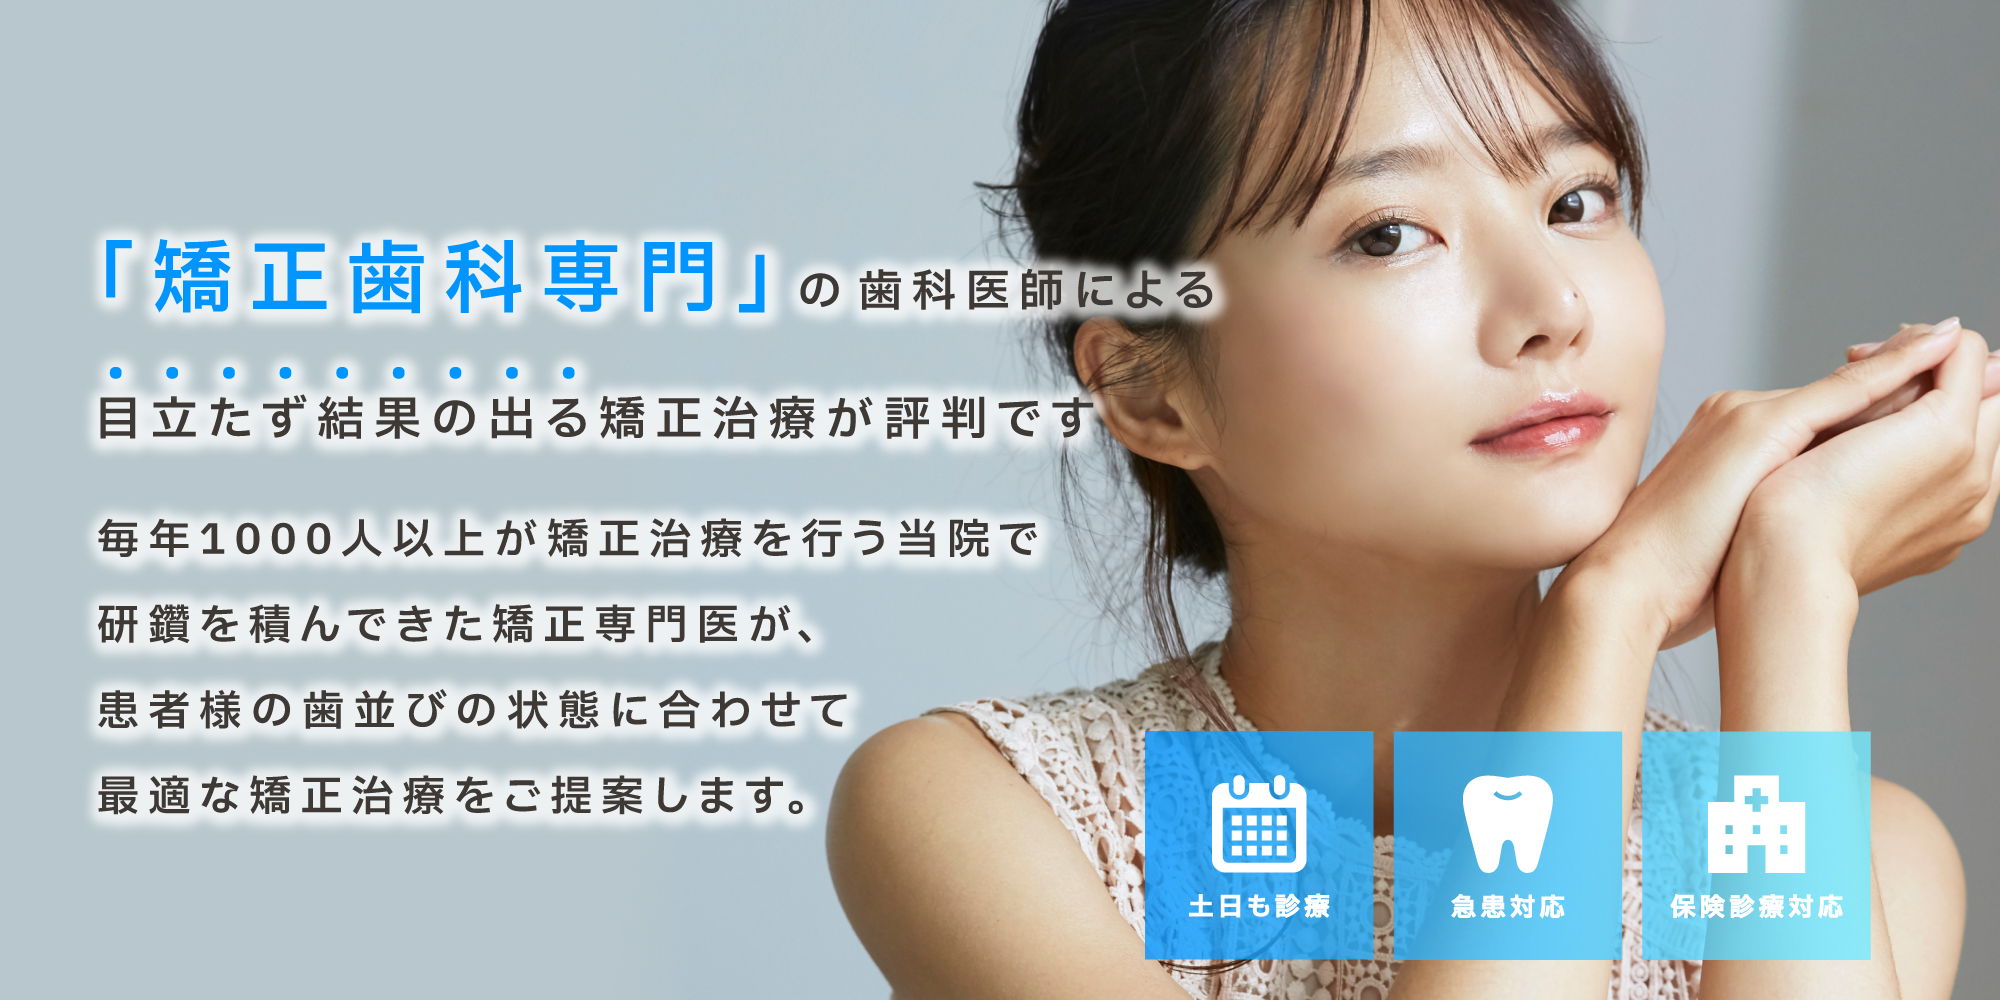 「矯正歯科専門」の歯科医師による
目立たず結果の出る矯正治療が評判です
毎年1000人以上が矯正治療を行う当院で
研鑽を積んできた矯正専門医が、
患者様の歯並びの状態に合わせて
最適な矯正治療をご提案します。
土日も診療
急患対応
保険診療対応